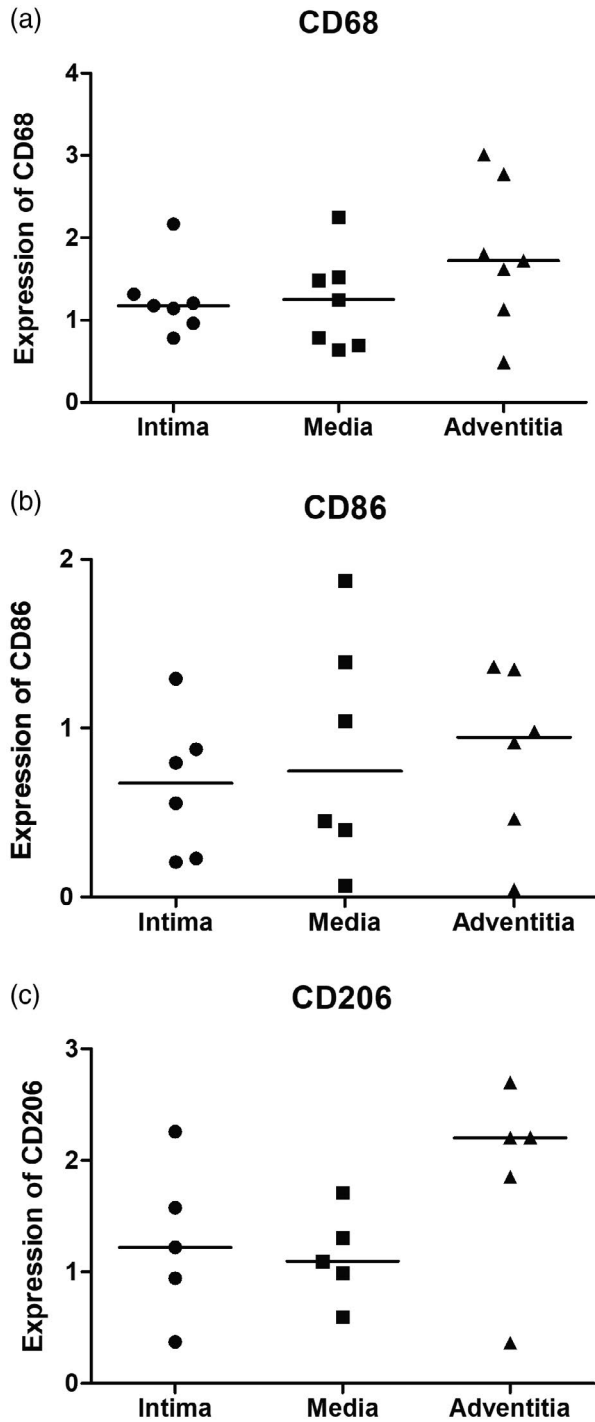 (a)
CD68
Expression of CD68
4
3
2
1
0
Intima Media Adventitia
(b)
CD86
Expression of CD86
2
1
0
Intima Media Adventitia
(c)
CD206
Expression of CD206
3
2
1
0
Intima Media Adventitia